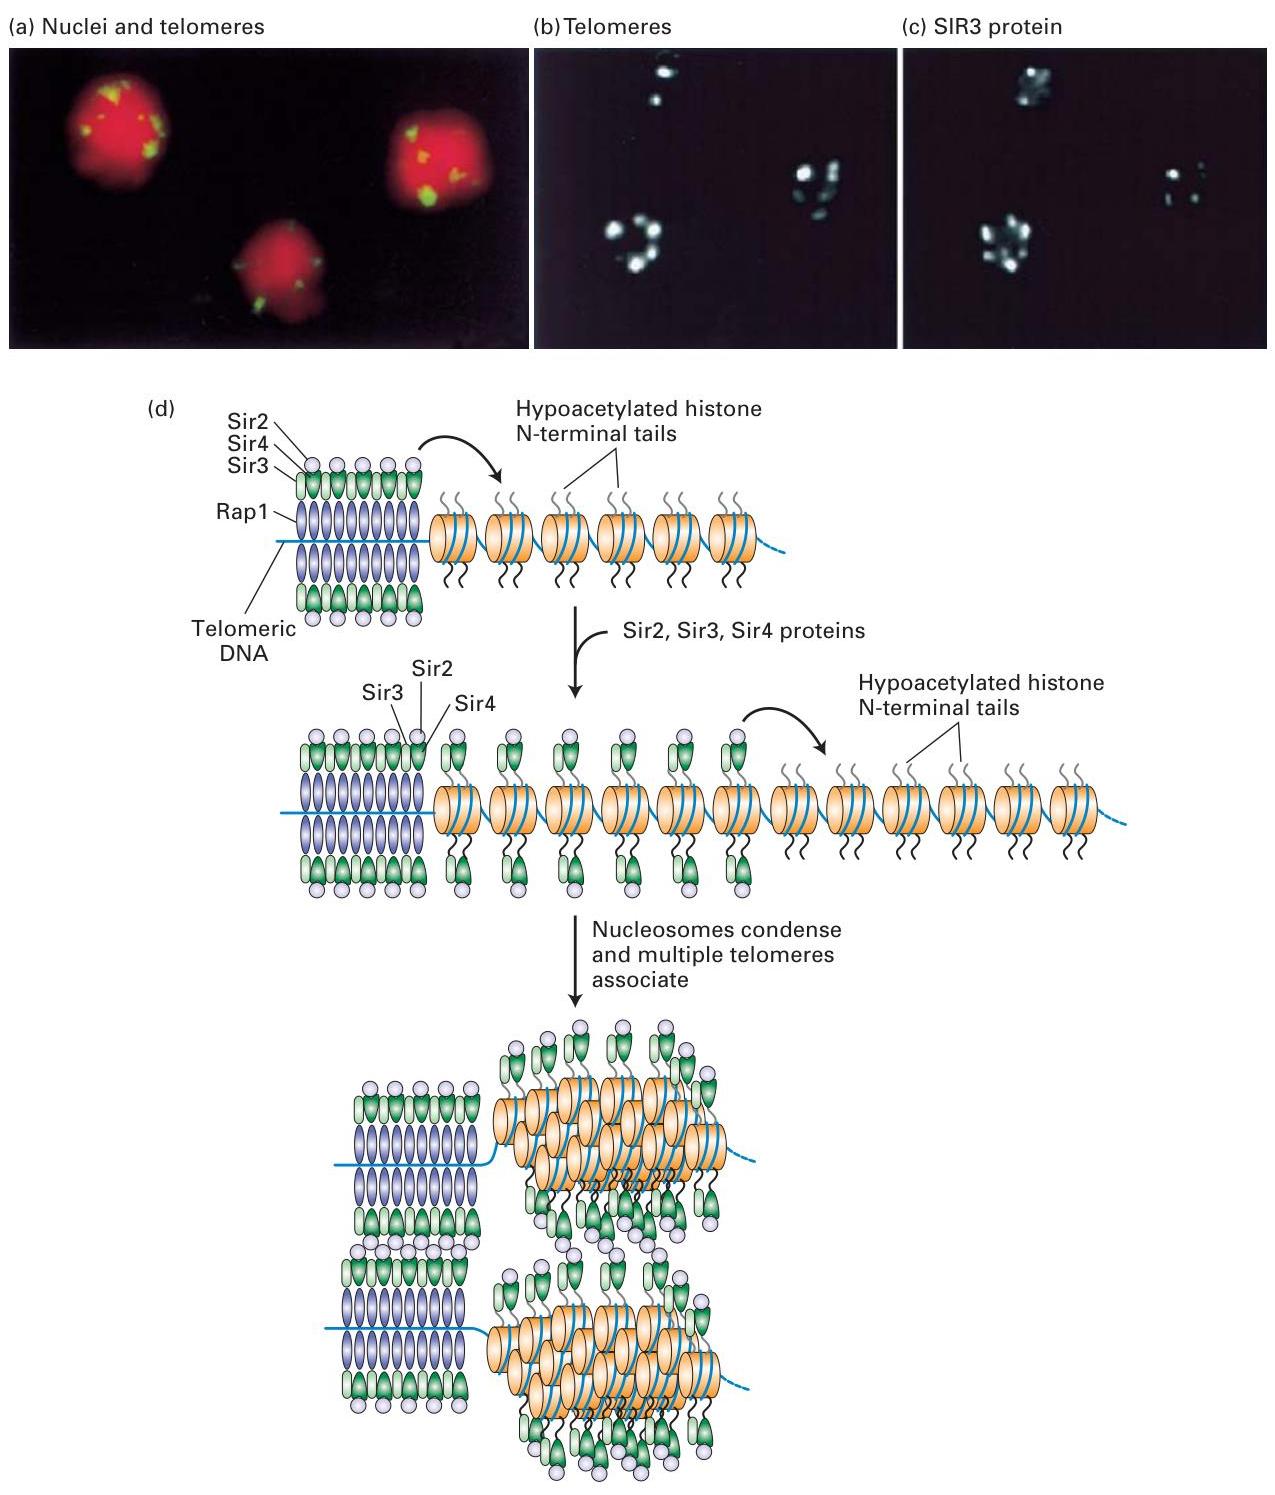 (a) Nuclei and telomeres
(b) Telomeres
(c) SIR3 protein
(d)
Sir2
Sir4
Sir3
Rap1
Telomeric
DNA
Hypoacetylated histone
N-terminal tails
Sir2, Sir3, Sir4 proteins
Sir2
Sir3
Sir4
Hypoacetylated histone
N-terminal tails
Nucleosomes condense
and multiple telomeres
associate